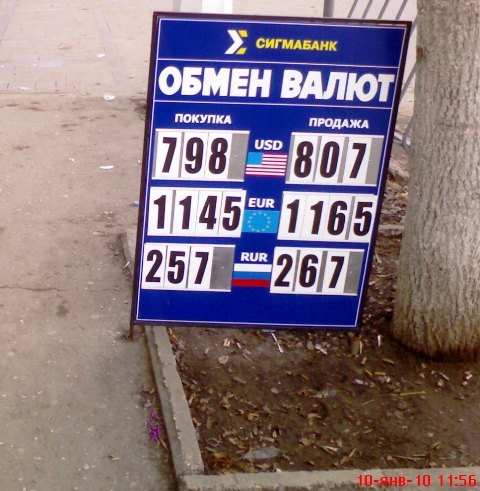 СИГМАБАНК
ОБМЕН ВАЛЮТ
ПОКУПКА ПРОДАЖА
798 USD 807
1145 EUR 1165
257 RUR 267
10-янв-10 11:56